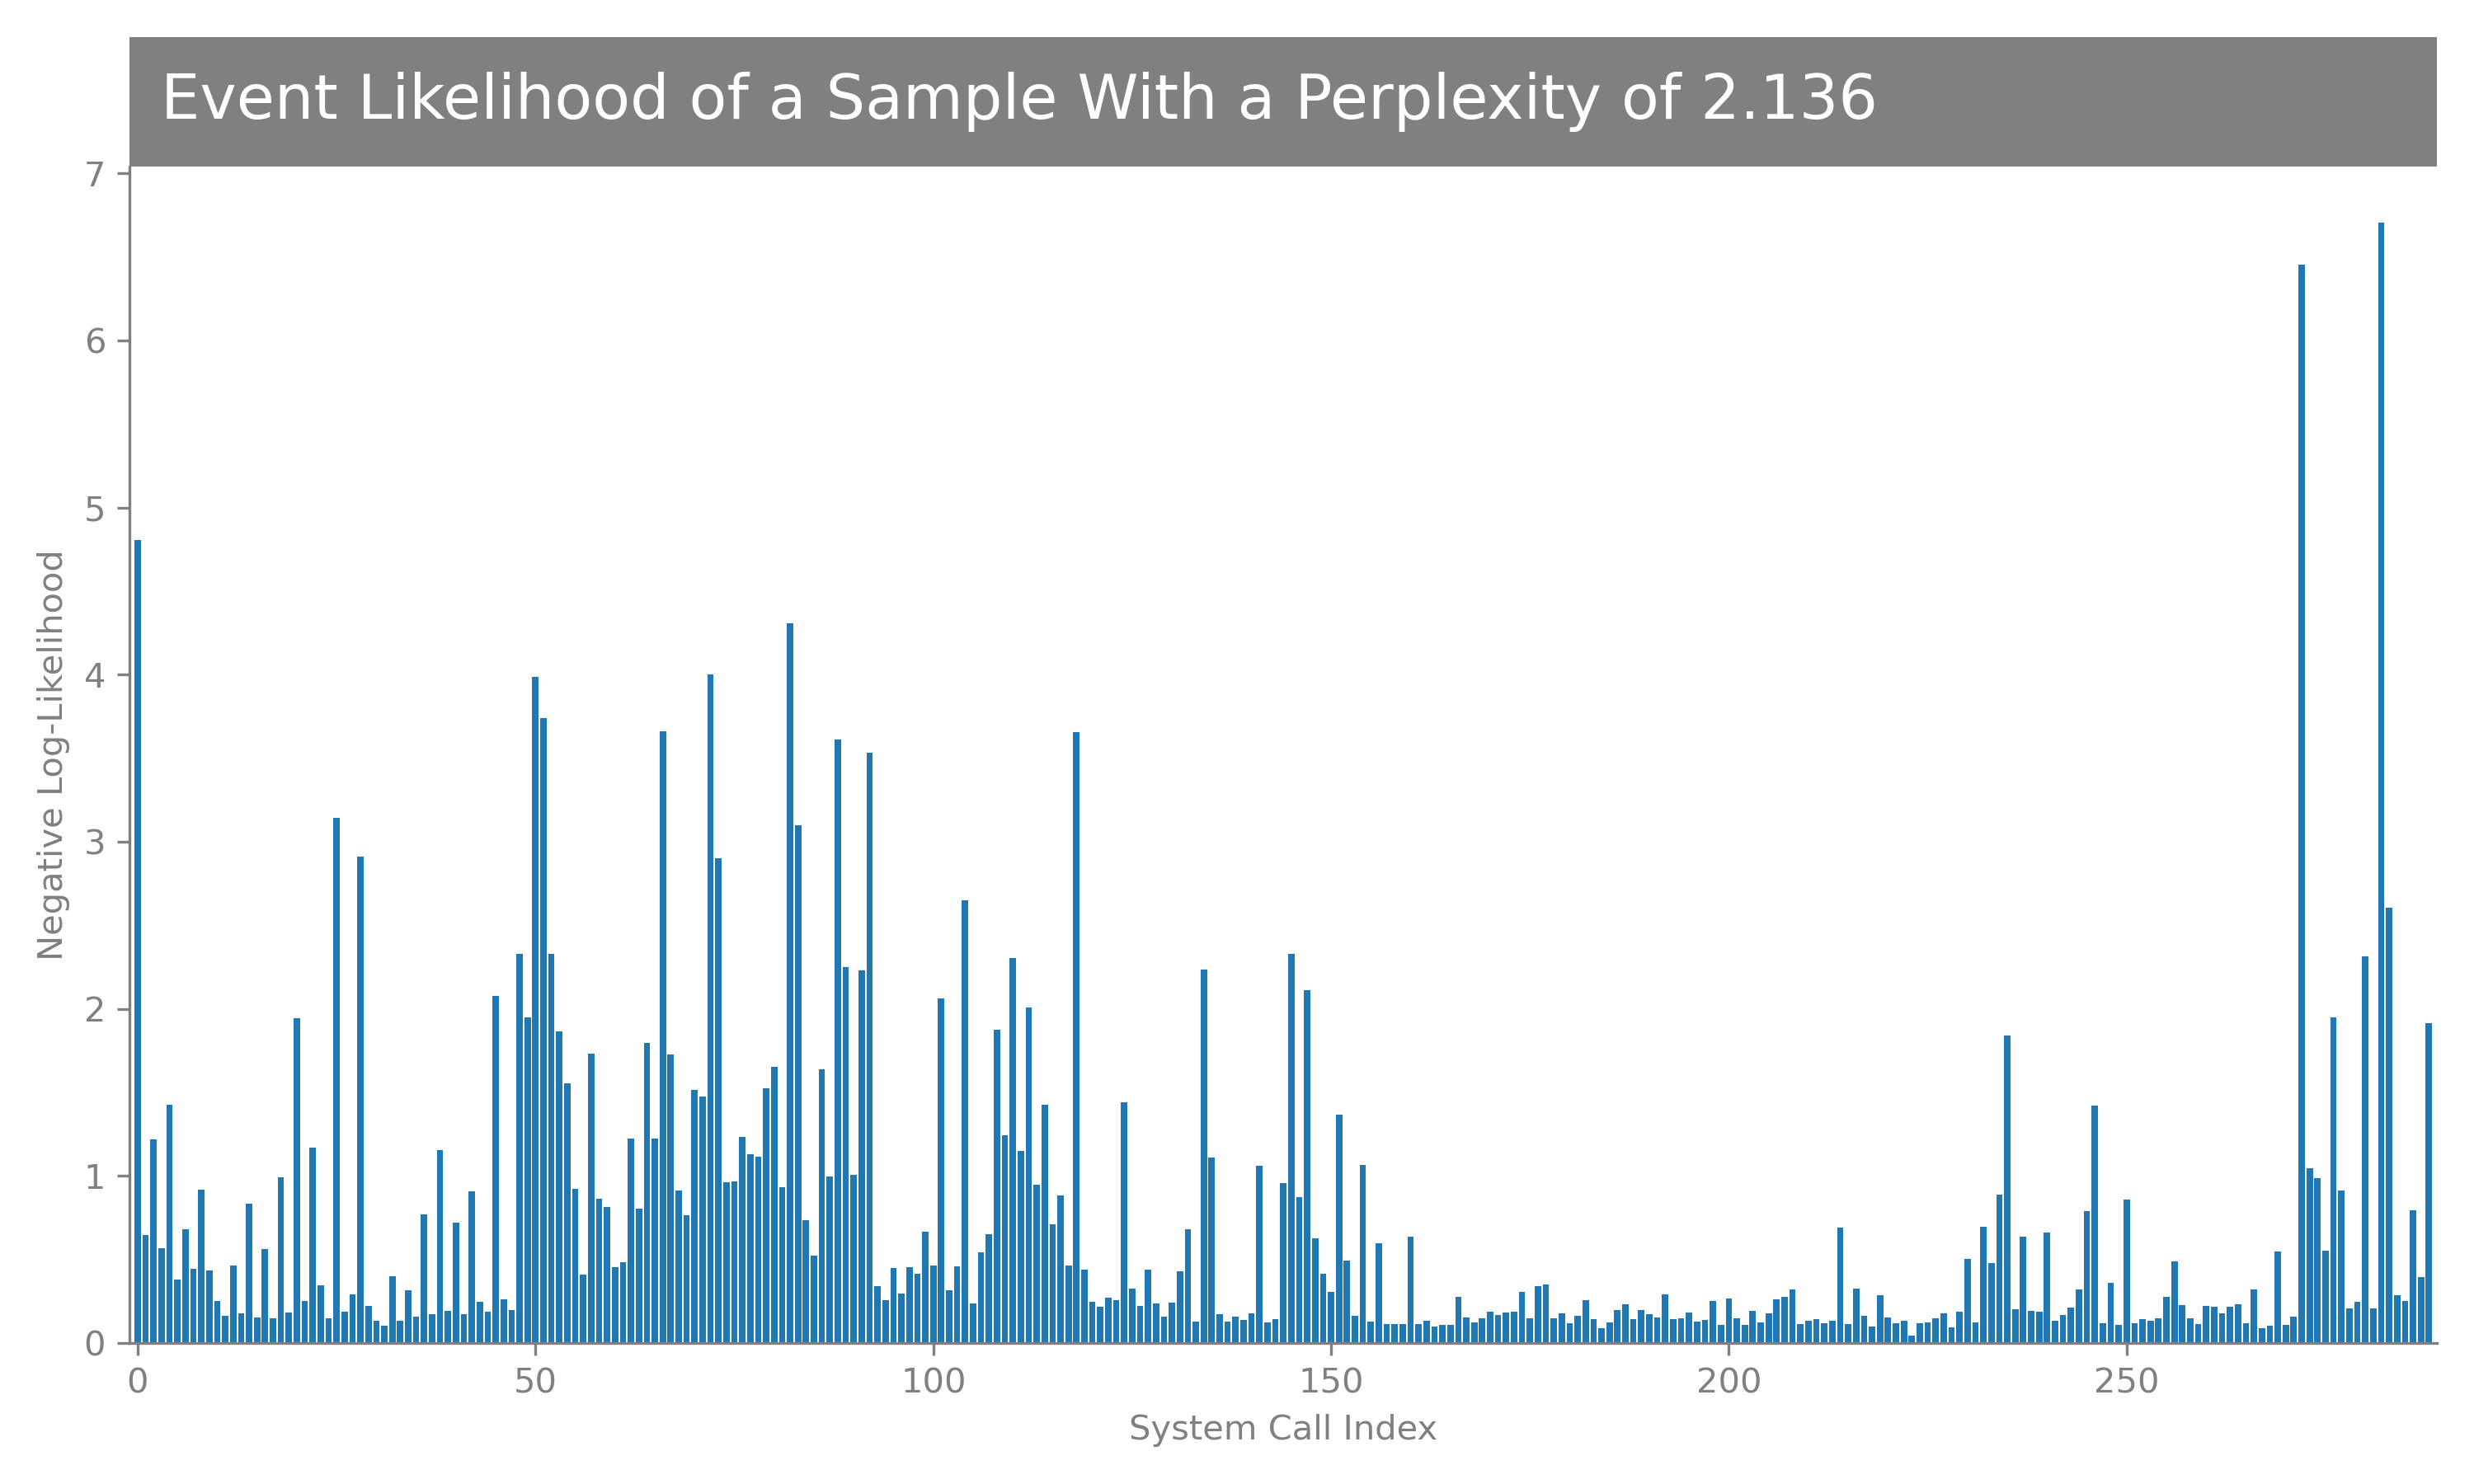 Event Likelihood of a Sample With a Perplexity of 2.136
7
6
5
4
3
2
1
0
Negative Log-Likelihood
0 50 100 150 200 250
System Call Index